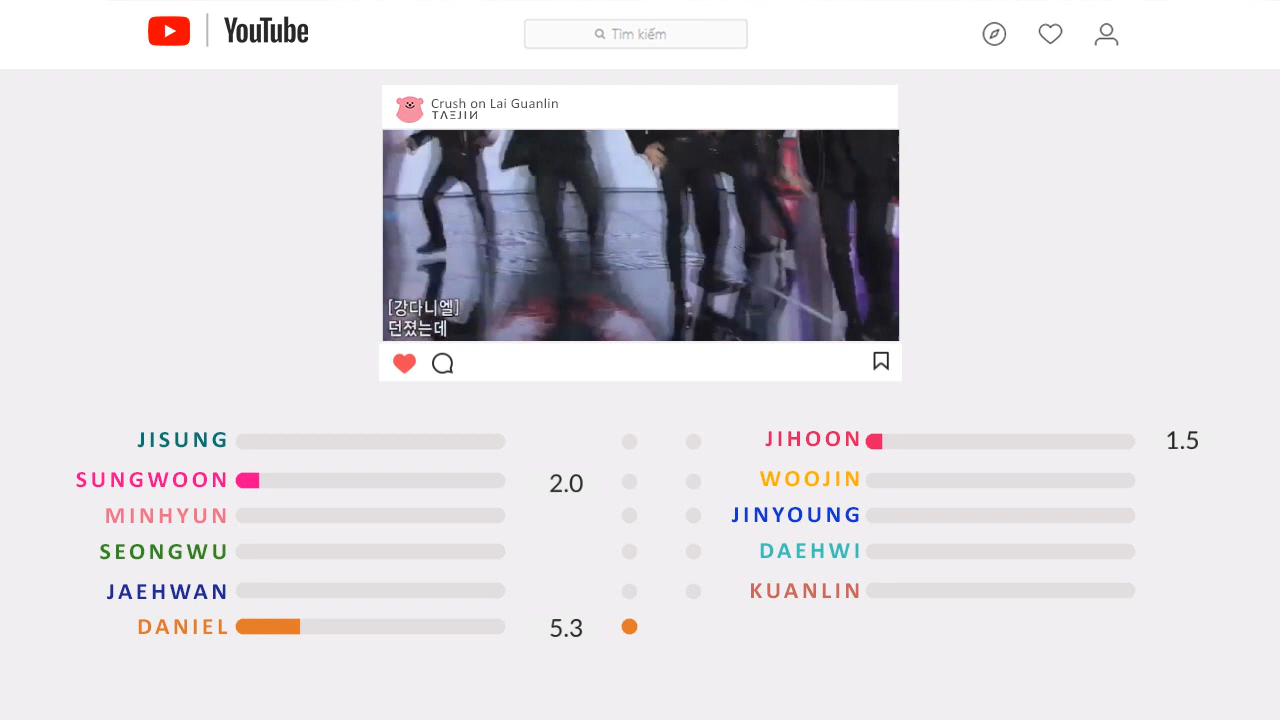 YouTube
Tìm kiếm
Crush on Lai Guanlin
TΛΞJIN
[강다니엘]
던졌는데
JISUNG
SUNGWOON 2.0
MINHYUN
SEONGWU
JAEHWAN
DANIEL 5.3
JIHOON 1.5
WOOJIN
JINYOUNG
DAEHWI
KUANLIN